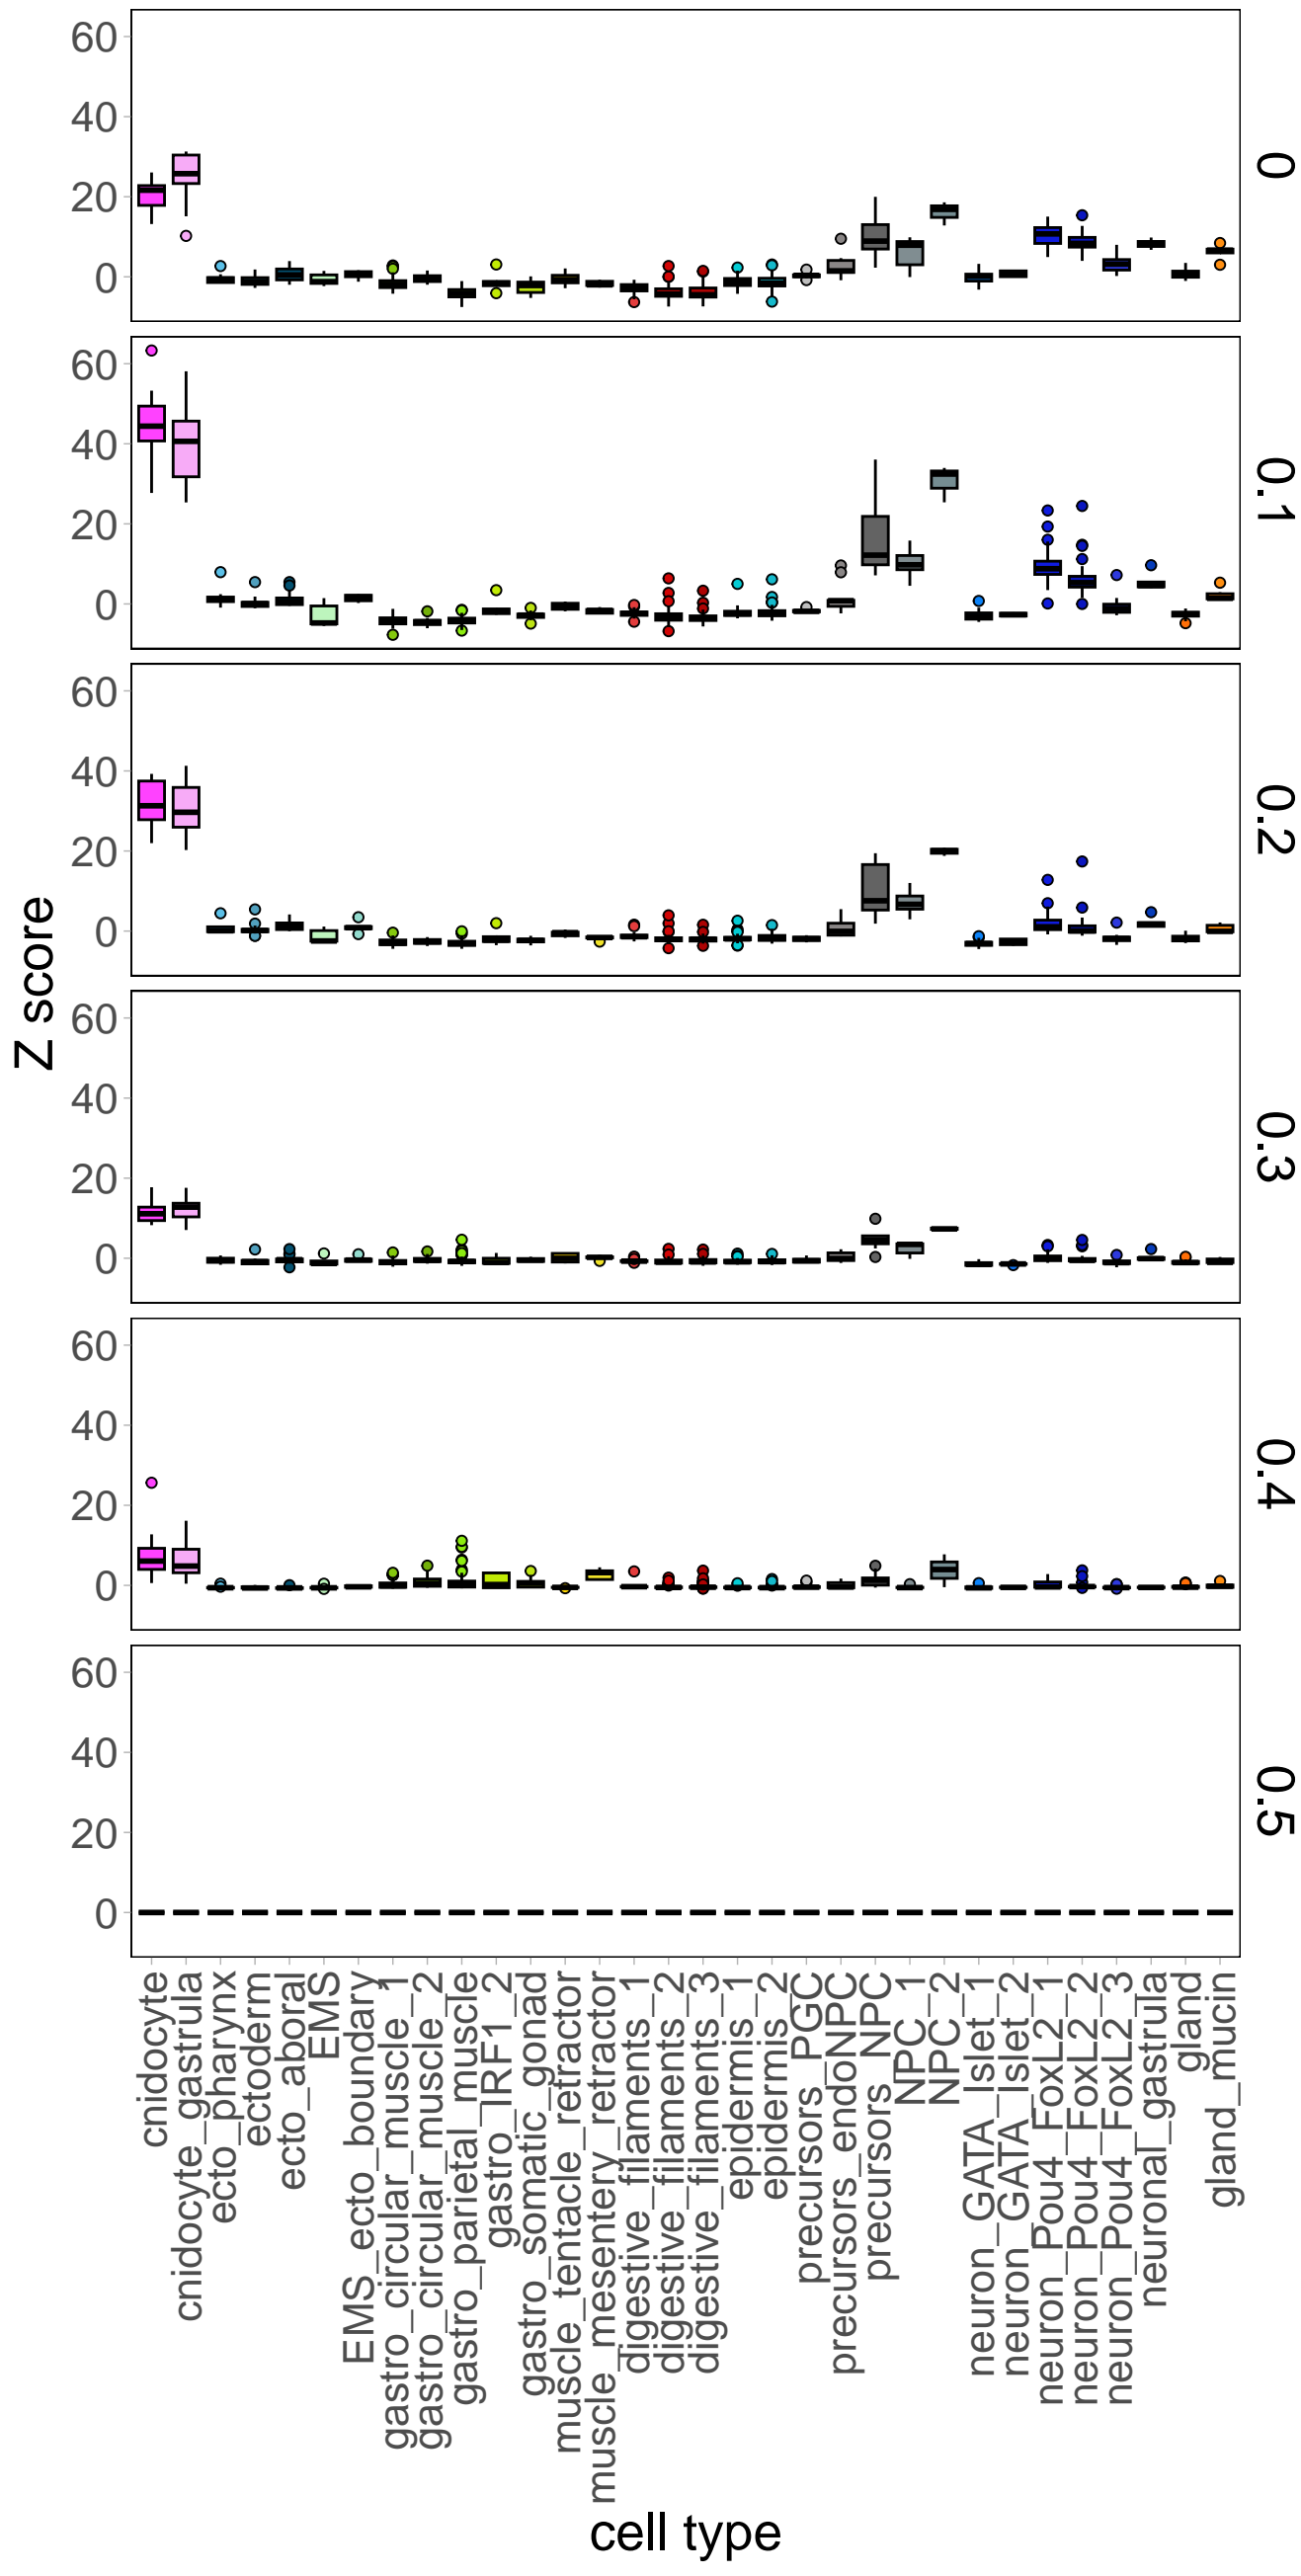 60
40
20
0
0
60
40
20
0
0.1
60
40
20
0
0.2
Z score
60
40
20
0
0.3
60
40
20
0
0.4
60
40
20
0
0.5
cnidocyte
cnidocyte_gastrula
ecto_pharynx
ectoderm
ecto_aboral
EMS
EMS_ecto_boundary
gastro_circular_muscle_1
gastro_circular_muscle_2
gastro_parietal_muscle
gastro_IRF1_2
gastro_somatic_gonad
muscle_tentacle_retractor
muscle_mesentery_retractor
digestive_filaments_1
digestive_filaments_2
digestive_filaments_3
epidermis_1
epidermis_2
precursors_PGC
precursors_endoNPC
precursors_NPC
NPC_1
NPC_2
neuron_GATA_Islet_1
neuron_GATA_Islet_2
neuron_Pou4_FoxL2_1
neuron_Pou4_FoxL2_2
neuron_Pou4_FoxL2_3
neuronal_gastrula
gland
gland_mucin
cell type